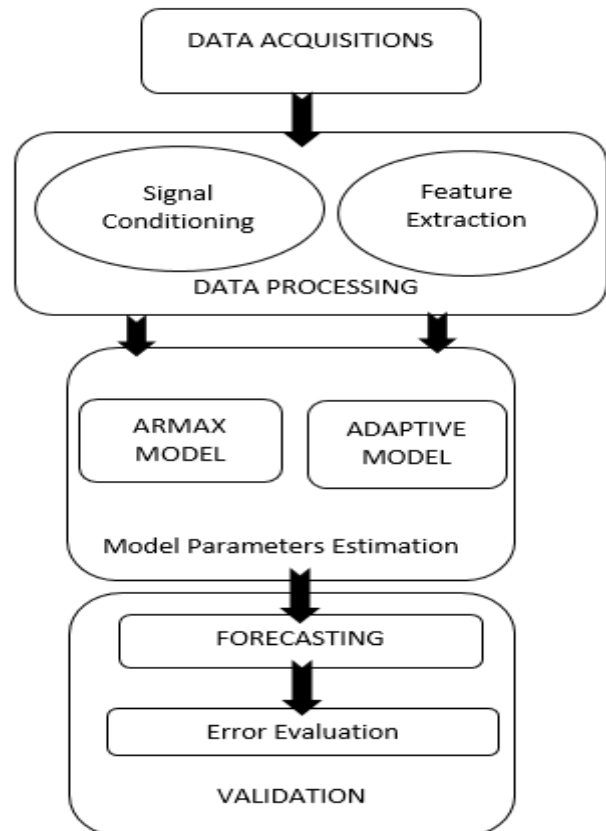 DATA ACQUISITIONS
Signal
Conditioning
Feature
Extraction
DATA PROCESSING
ARMAX
MODEL
ADAPTIVE
MODEL
Model Parameters Estimation
FORECASTING
Error Evaluation
VALIDATION